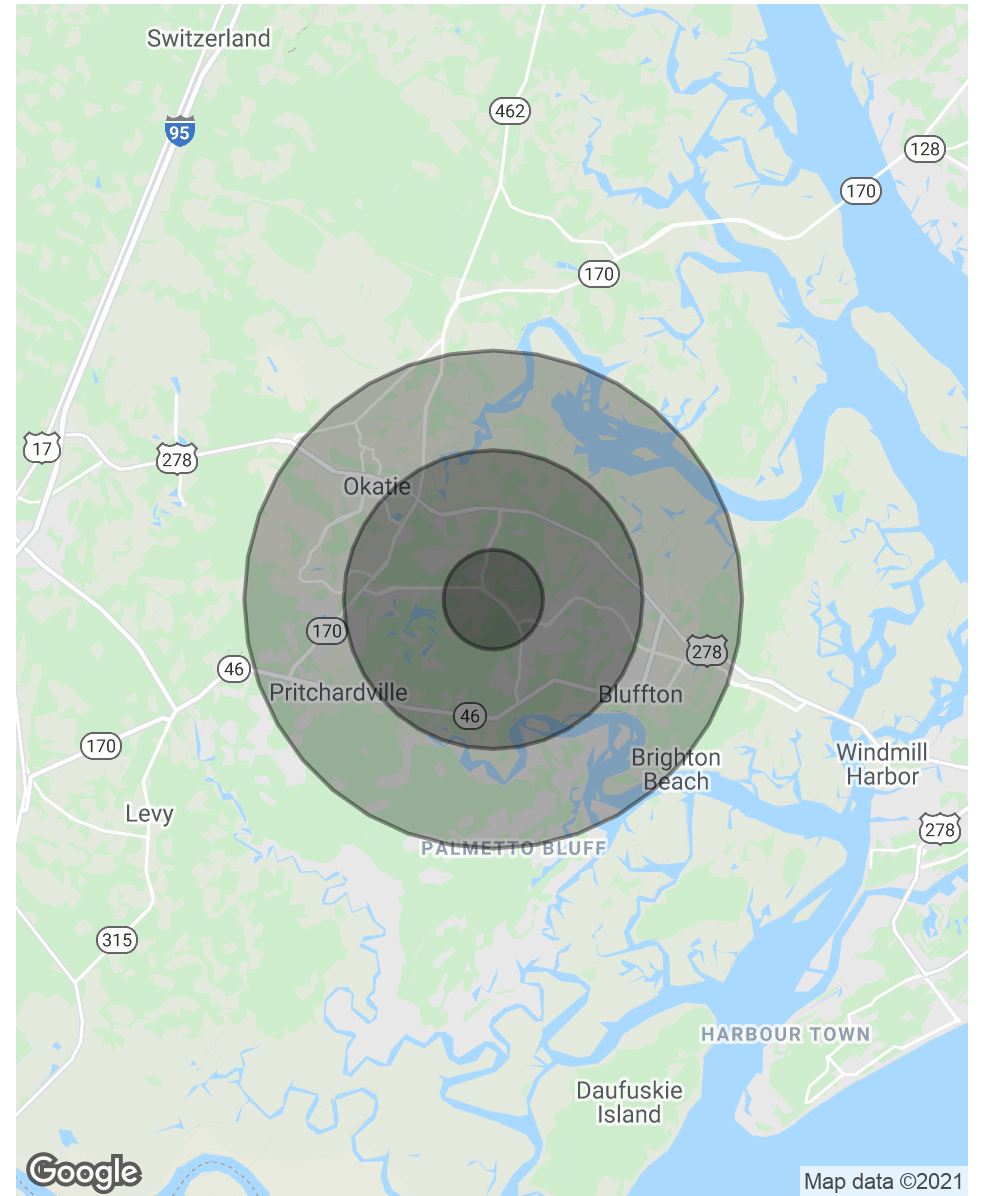 Switzerland
462
95
128
170
170
17
278
Okatie
170
278
46
Pritchardville
Bluffton
46
170
Brighton
Beach
Windmill
Harbor
Levy
278
PALMETTO BLUFF
315
HARBOUR TOWN
Daufuskie
Island
Google
Map data ©2021